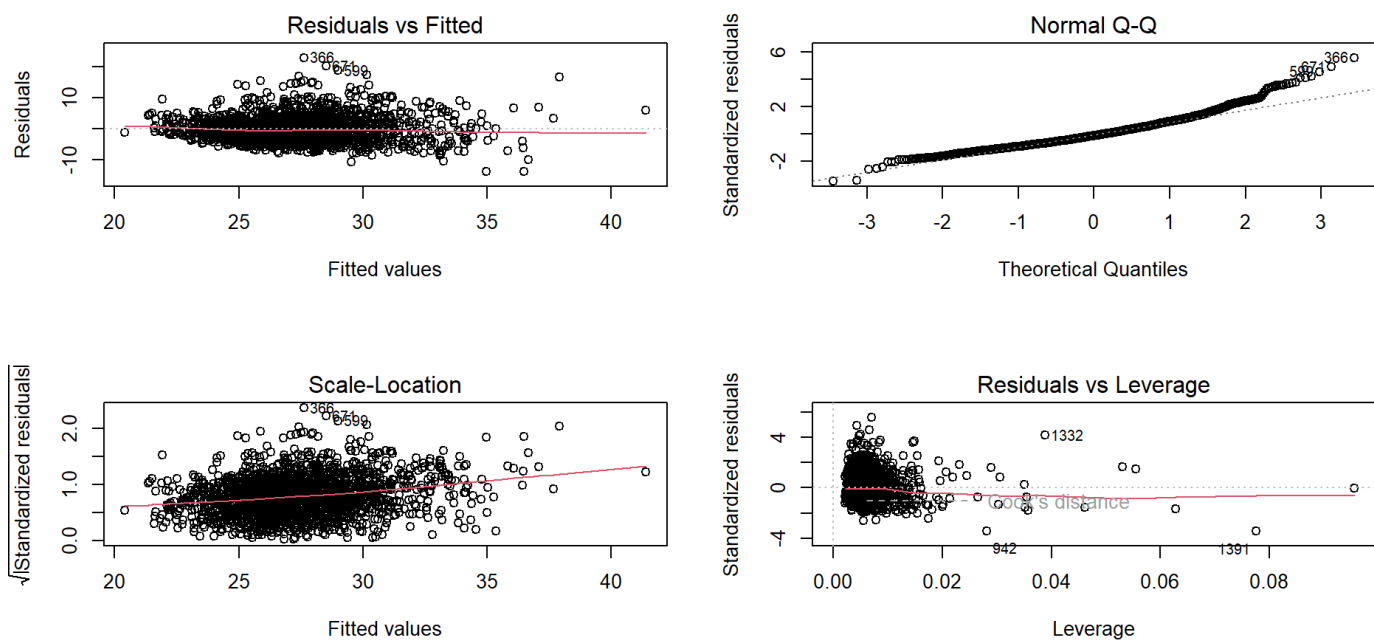 Residuals vs Fitted
Residuals
10
-10
366
671
599
20 25 30 35 40
Fitted values
Normal Q-Q
Standardized residuals
6
2
-2
366
671
599
-3 -2 -1 0 1 2 3
Theoretical Quantiles
Scale-Location
√|Standardized residuals|
2.0
1.0
0.0
366
671
599
20 25 30 35 40
Fitted values
Residuals vs Leverage
Standardized residuals
4
0
-4
1332
Cook's distance
942
1391
0.00 0.02 0.04 0.06 0.08
Leverage